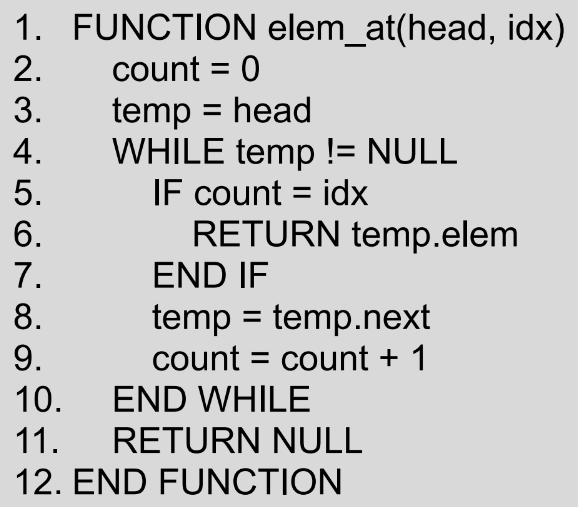 1. FUNCTION elem_at(head, idx)
2. count = 0
3. temp = head
4. WHILE temp != NULL
5. IF count = idx
6. RETURN temp.elem
7. END IF
8. temp = temp.next
9. count = count + 1
10. END WHILE
11. RETURN NULL
12. END FUNCTION